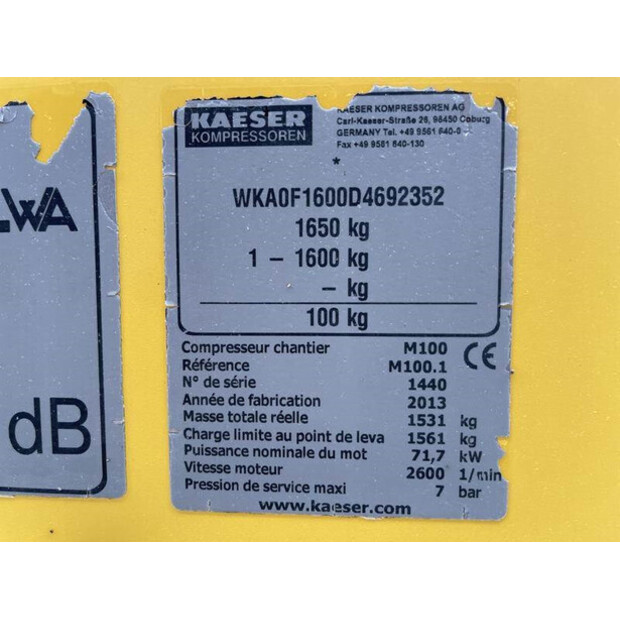 LWA
dB
KAESER
KOMPRESSOREN
KAESER KOMPRESSOREN AG
Carl-Kaeser-Straße 26, 96450 Coburg
GERMANY Tel. +49 9561 640-0
Fax +49 9561 640-130
*
WKA0F1600D4692352
1650 kg
1 – 1600 kg
– kg
100 kg
Compresseur chantier M100 CE
Référence M100.1
N° de série 1440
Année de fabrication 2013
Masse totale réelle 1531 kg
Charge limite au point de leva 1561 kg
Puissance nominale du mot 71,7 kW
Vitesse moteur 2600 1/min
Pression de service maxi 7 bar
www.kaeser.com